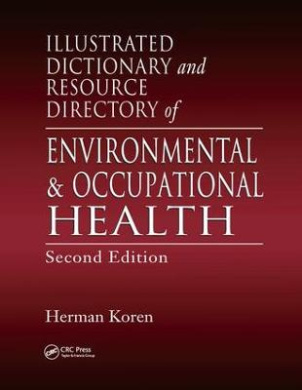 ILLUSTRATED
DICTIONARY and
RESOURCE
DIRECTORY of
ENVIRONMENTAL
& OCCUPATIONAL
HEALTH
Second Edition
Herman Koren
CRC Press
Taylor & Francis Group